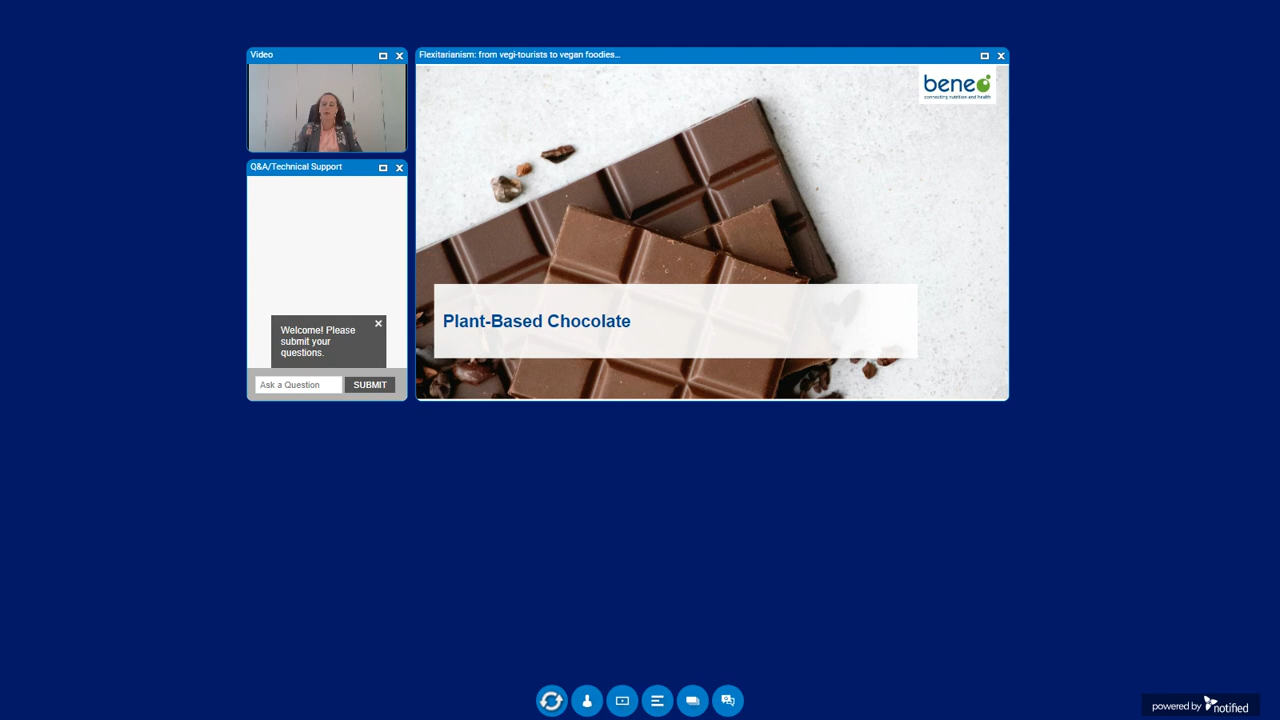 Video
Flexitarianism: from vegi-tourists to vegan foodies...
beneo
connecting nutrition and health
Q&A/Technical Support
Plant-Based Chocolate
Welcome! Please
submit your
questions.
Ask a Question
SUBMIT
powered by notified